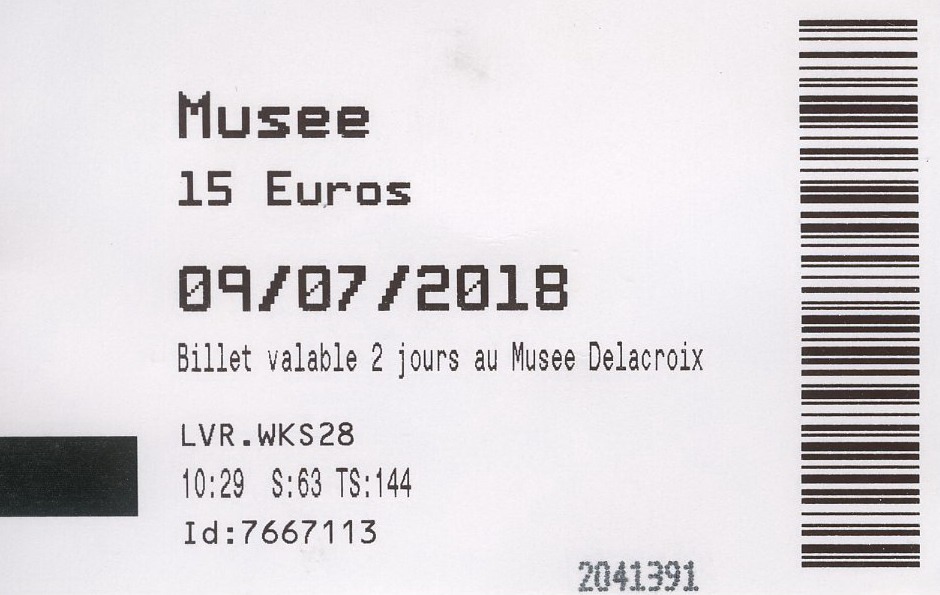 Musee
15 Euros
09/07/2018
Billet valable 2 jours au Musee Delacroix
LVR.WKS28
10:29 S:63 TS:144
Id:7667113
2041391